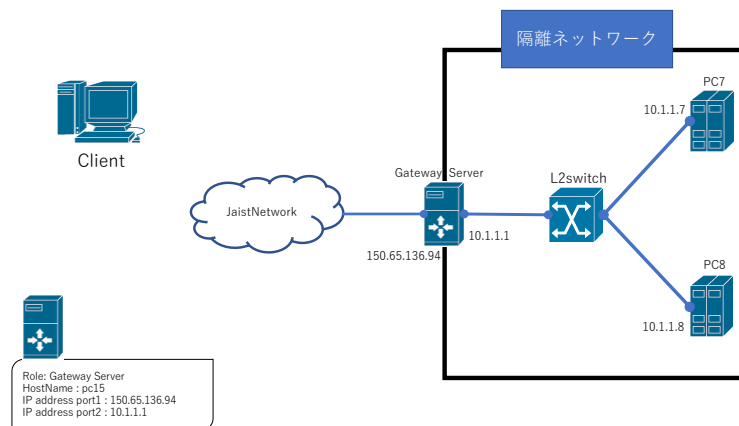 隔離ネットワーク
PC7
10.1.1.7
Client
Gateway Server
L2switch
JaistNetwork
10.1.1.1
150.65.136.94
PC8
10.1.1.8
Role: Gateway Server
HostName : pc15
IP address port1 : 150.65.136.94
IP address port2 : 10.1.1.1